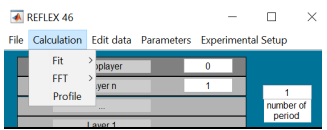 REFLEX 46
File Calculation Edit data Parameters Experimental Setup
Fit
FFT
Profile
player 0
yer n 1
...
Layer 1
1
number of
period